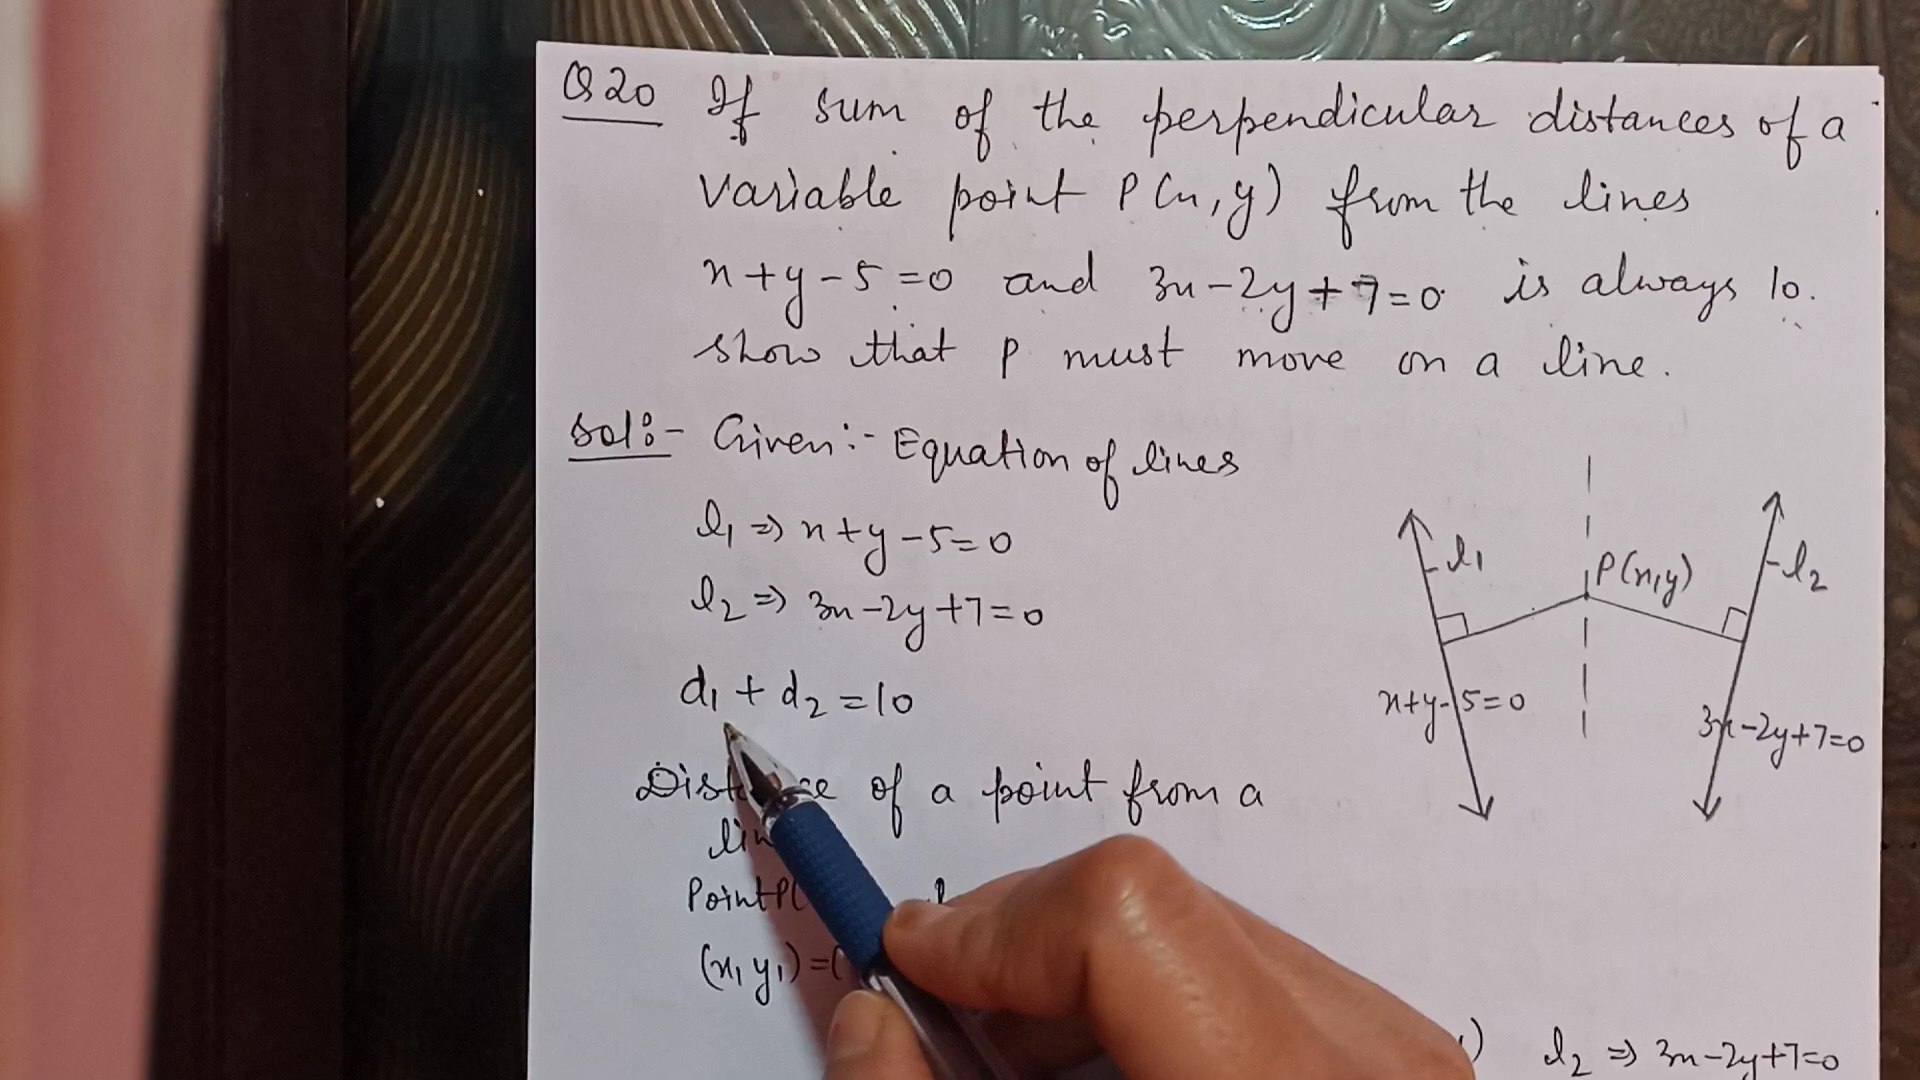 Q20 If sum of the perpendicular distances of a
variable point P(x,y) from the lines
x+y-5=0 and 3x-2y+7=0 is always 10.
show that P must move on a line.
Sol:- Given:- Equation of lines
l1 ⇒ x+y-5=0
l2 ⇒ 3x-2y+7=0
d1 + d2 = 10
of a point from a
Point P(
(x1 y1) = (
l1
P(x,y)
l2
x+y-5=0
3x-2y+7=0
l2 ⇒ 3x-2y+7=0